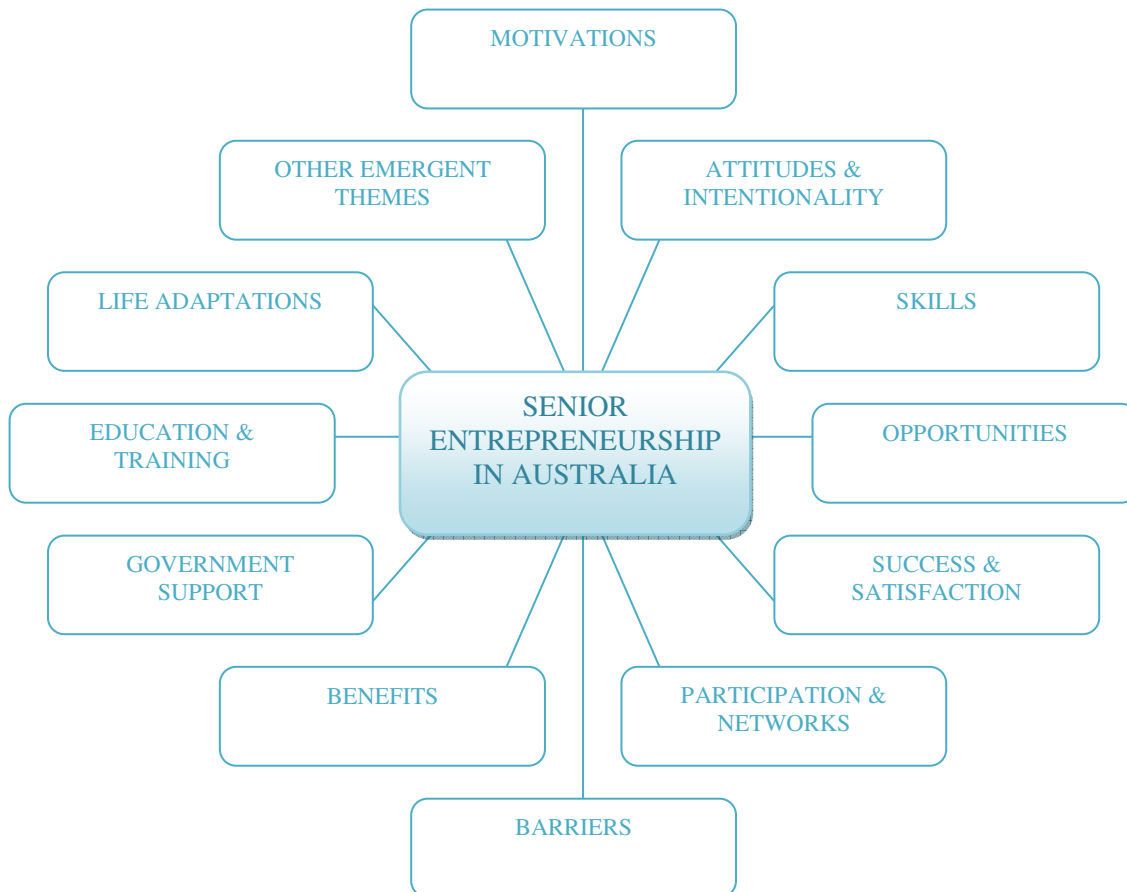 MOTIVATIONS
OTHER EMERGENT
THEMES
ATTITUDES &
INTENTIONALITY
LIFE ADAPTATIONS
SKILLS
SENIOR
ENTREPRENEURSHIP
IN AUSTRALIA
EDUCATION &
TRAINING
OPPORTUNITIES
GOVERNMENT
SUPPORT
SUCCESS &
SATISFACTION
BENEFITS
PARTICIPATION &
NETWORKS
BARRIERS